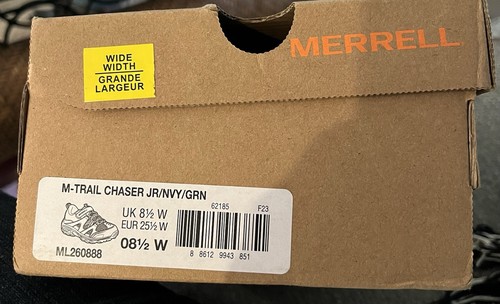 MERRELL
WIDE
WIDTH
GRANDE
LARGEUR
M-TRAIL CHASER JR/NVY/GRN
62185 F23
UK 8½ W
EUR 25½ W
08½ W
ML260888
8 8612 9943 851